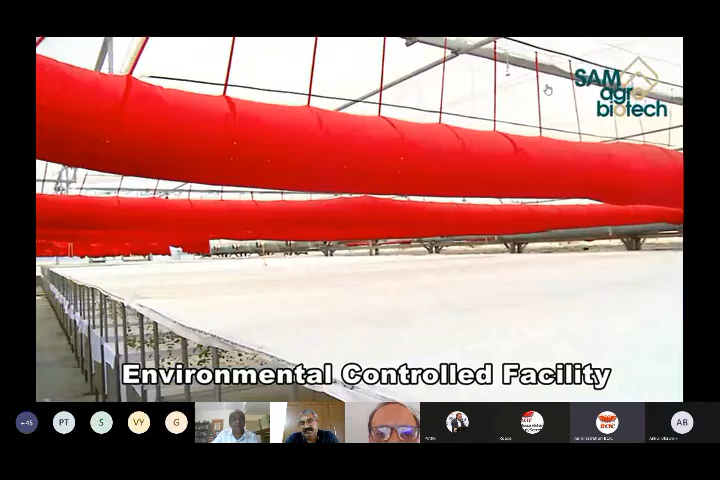 SAM
agro
biotech
Environmental Controlled Facility
+45
PT
S
VY
G
AB